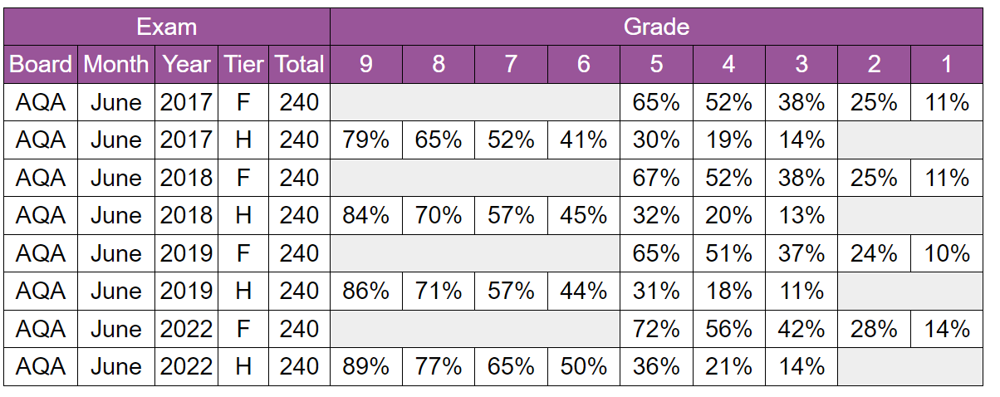 Exam Grade
Board Month Year Tier Total 9 8 7 6 5 4 3 2 1
AQA June 2017 F 240 65% 52% 38% 25% 11%
AQA June 2017 H 240 79% 65% 52% 41% 30% 19% 14%
AQA June 2018 F 240 67% 52% 38% 25% 11%
AQA June 2018 H 240 84% 70% 57% 45% 32% 20% 13%
AQA June 2019 F 240 65% 51% 37% 24% 10%
AQA June 2019 H 240 86% 71% 57% 44% 31% 18% 11%
AQA June 2022 F 240 72% 56% 42% 28% 14%
AQA June 2022 H 240 89% 77% 65% 50% 36% 21% 14%